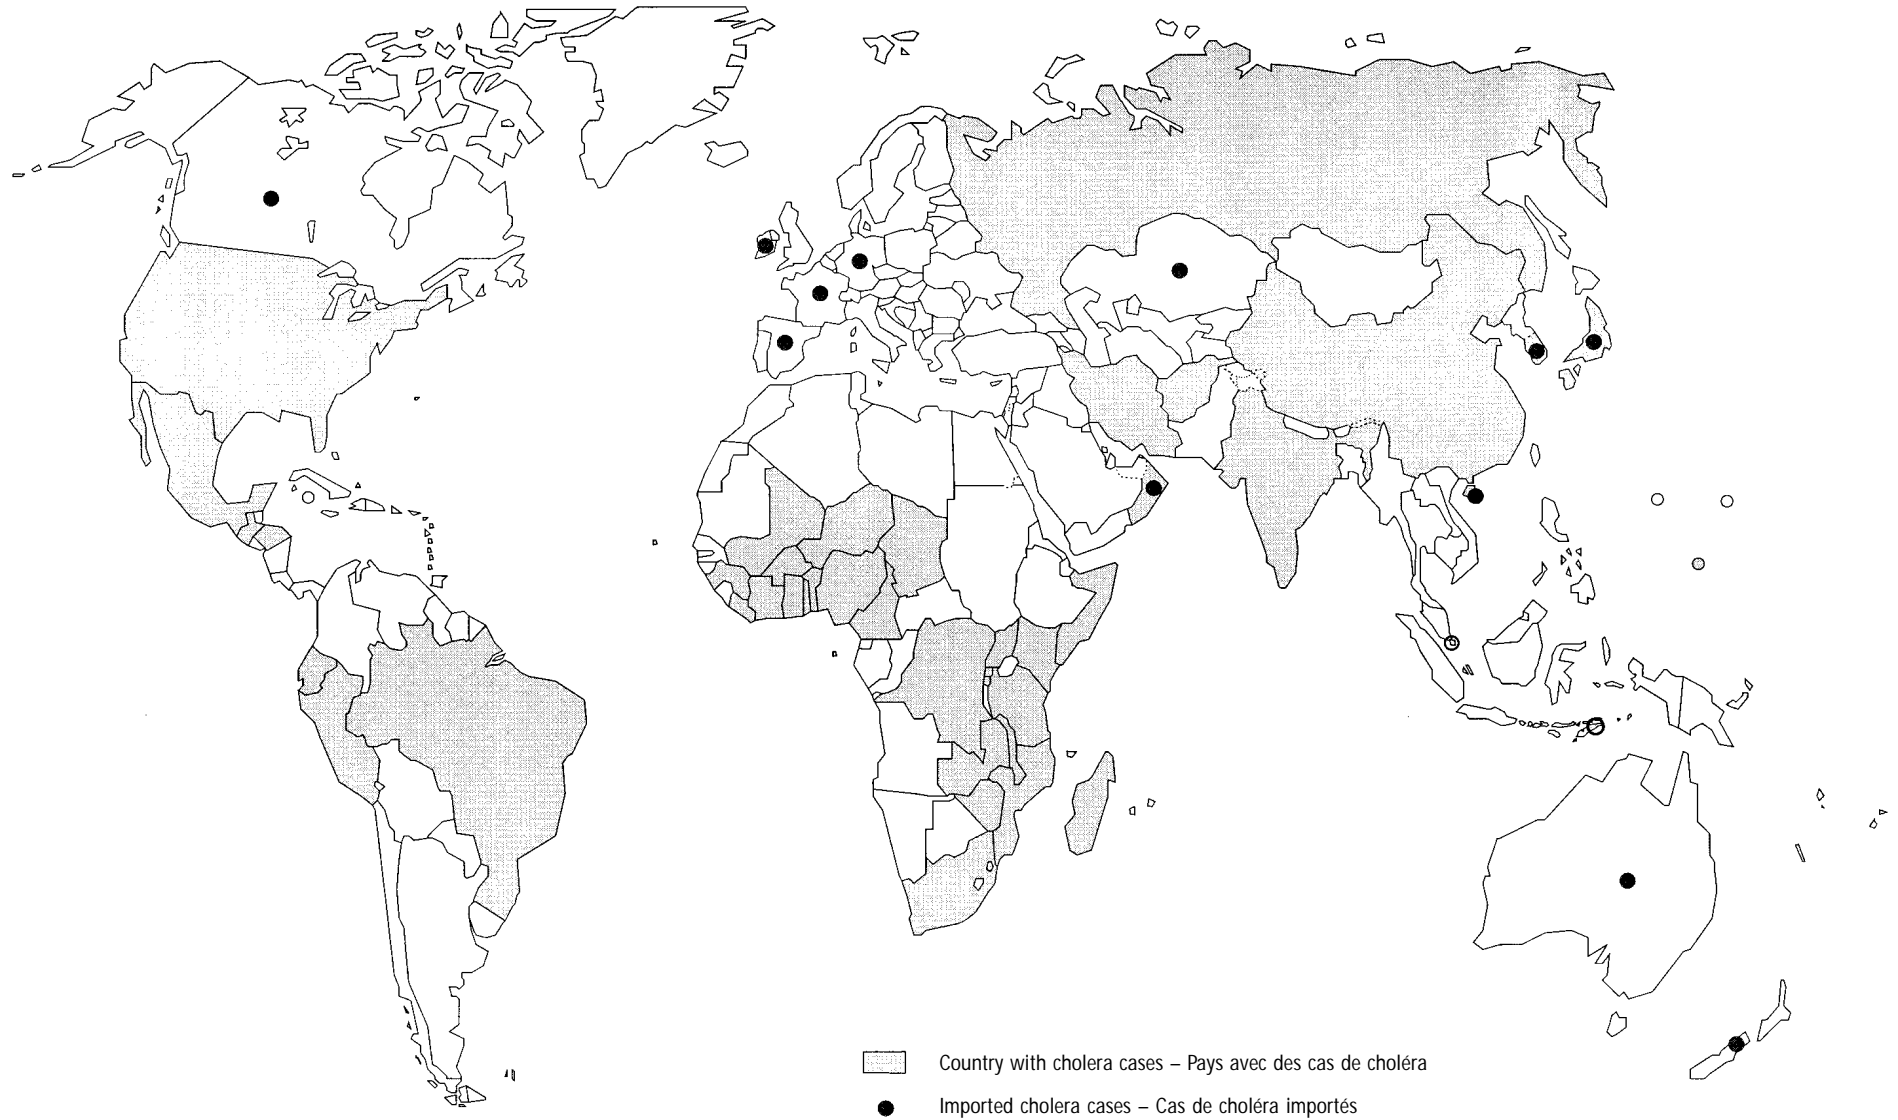 Country with cholera cases – Pays avec des cas de choléra
Imported cholera cases – Cas de choléra importés